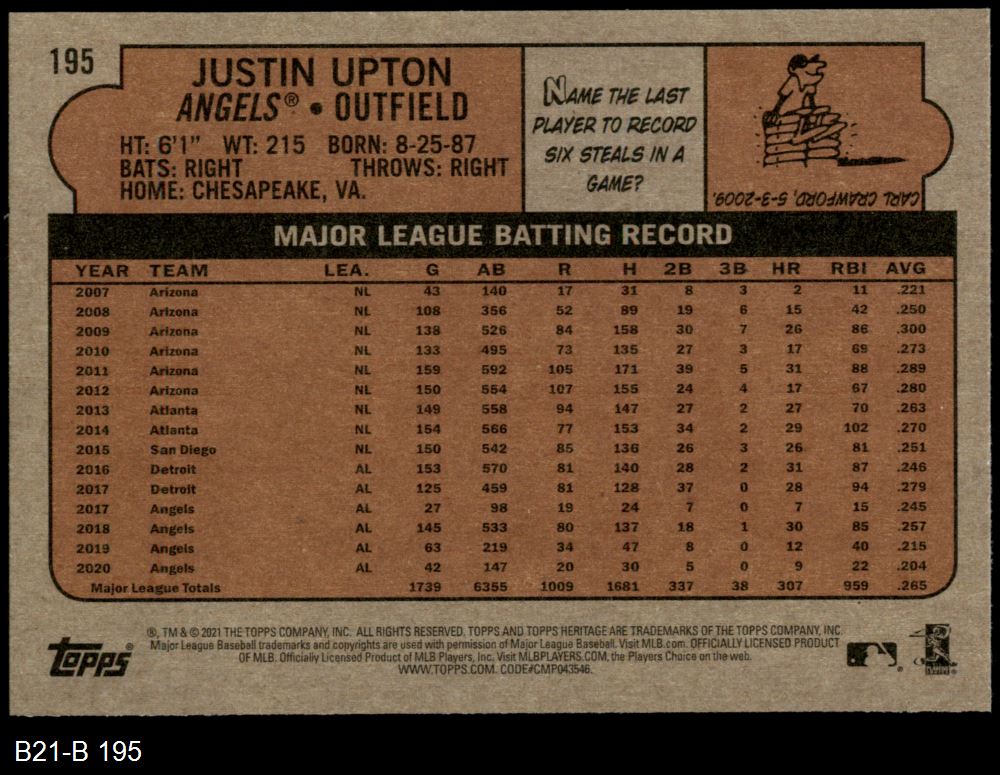 195
JUSTIN UPTON
ANGELS® • OUTFIELD
HT: 6'1" WT: 215 BORN: 8-25-87
BATS: RIGHT THROWS: RIGHT
HOME: CHESAPEAKE, VA.
NAME THE LAST
PLAYER TO RECORD
SIX STEALS IN A
GAME?
CARL CRAWFORD, 5-3-2009.
MAJOR LEAGUE BATTING RECORD
YEAR TEAM LEA. G AB R H 2B 3B HR RBI AVG
2007 Arizona NL 43 140 17 31 8 3 2 11 .221
2008 Arizona NL 108 356 52 89 19 6 15 42 .250
2009 Arizona NL 138 526 84 158 30 7 26 86 .300
2010 Arizona NL 133 495 73 135 27 3 17 69 .273
2011 Arizona NL 159 592 105 171 39 5 31 88 .289
2012 Arizona NL 150 554 107 155 24 4 17 67 .280
2013 Atlanta NL 149 558 94 147 27 2 27 70 .263
2014 Atlanta NL 154 566 77 153 34 2 29 102 .270
2015 San Diego NL 150 542 85 136 26 3 26 81 .251
2016 Detroit AL 153 570 81 140 28 2 31 87 .246
2017 Detroit AL 125 459 81 128 37 0 28 94 .279
2017 Angels AL 27 98 19 24 7 0 7 15 .245
2018 Angels AL 145 533 80 137 18 1 30 85 .257
2019 Angels AL 63 219 34 47 8 0 12 40 .215
2020 Angels AL 42 147 20 30 5 0 9 22 .204
Major League Totals 1739 6355 1009 1681 337 38 307 959 .265
topps®
®, TM & © 2021 THE TOPPS COMPANY, INC. ALL RIGHTS RESERVED. TOPPS AND TOPPS HERITAGE ARE TRADEMARKS OF THE TOPPS COMPANY, INC.
Major League Baseball trademarks and copyrights are used with permission of Major League Baseball. Visit MLB.com. OFFICIALLY LICENSED PRODUCT
OF MLB. Officially Licensed Product of MLB Players, Inc. Visit MLBPLAYERS.COM, the Players Choice on the web.
WWW.TOPPS.COM. CODE#CMP043546.
B21-B 195